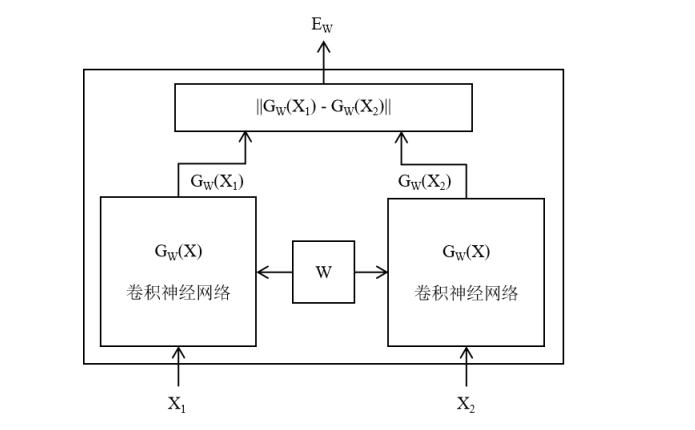 E_W
||G_W(X_1) - G_W(X_2)||
G_W(X_1)
G_W(X_2)
G_W(X)
卷积神经网络
W
G_W(X)
卷积神经网络
X_1
X_2